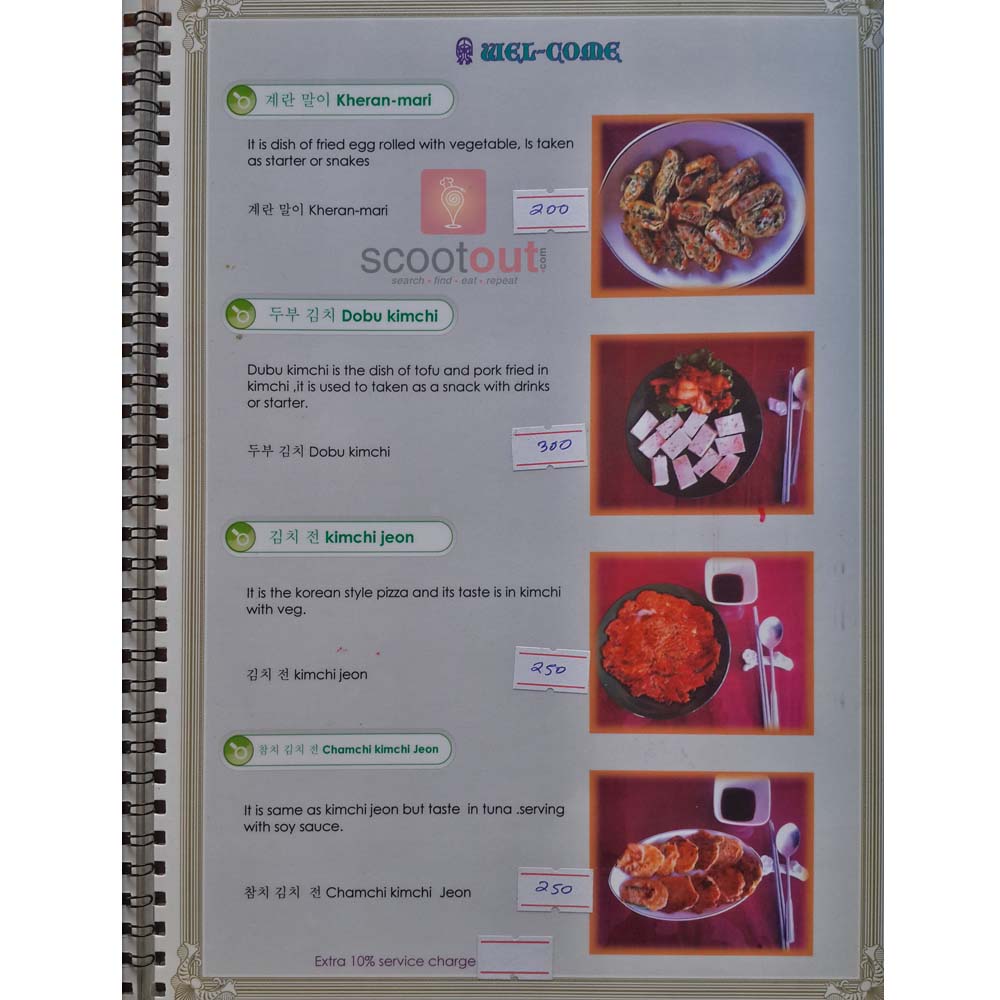 WEL-COME
계란 말이 Kheran-mari
It is dish of fried egg rolled with vegetable, Is taken
as starter or snakes
계란 말이 Kheran-mari
200
scootout.com
search • find • eat • repeat
두부 김치 Dobu kimchi
Dubu kimchi is the dish of tofu and pork fried in
kimchi ,it is used to taken as a snack with drinks
or starter.
두부 김치 Dobu kimchi
300
김치 전 kimchi jeon
It is the korean style pizza and its taste is in kimchi
with veg.
김치 전 kimchi jeon
250
참치 김치 전 Chamchi kimchi Jeon
It is same as kimchi jeon but taste in tuna .serving
with soy sauce.
참치 김치 전 Chamchi kimchi Jeon
250
Extra 10% service charge